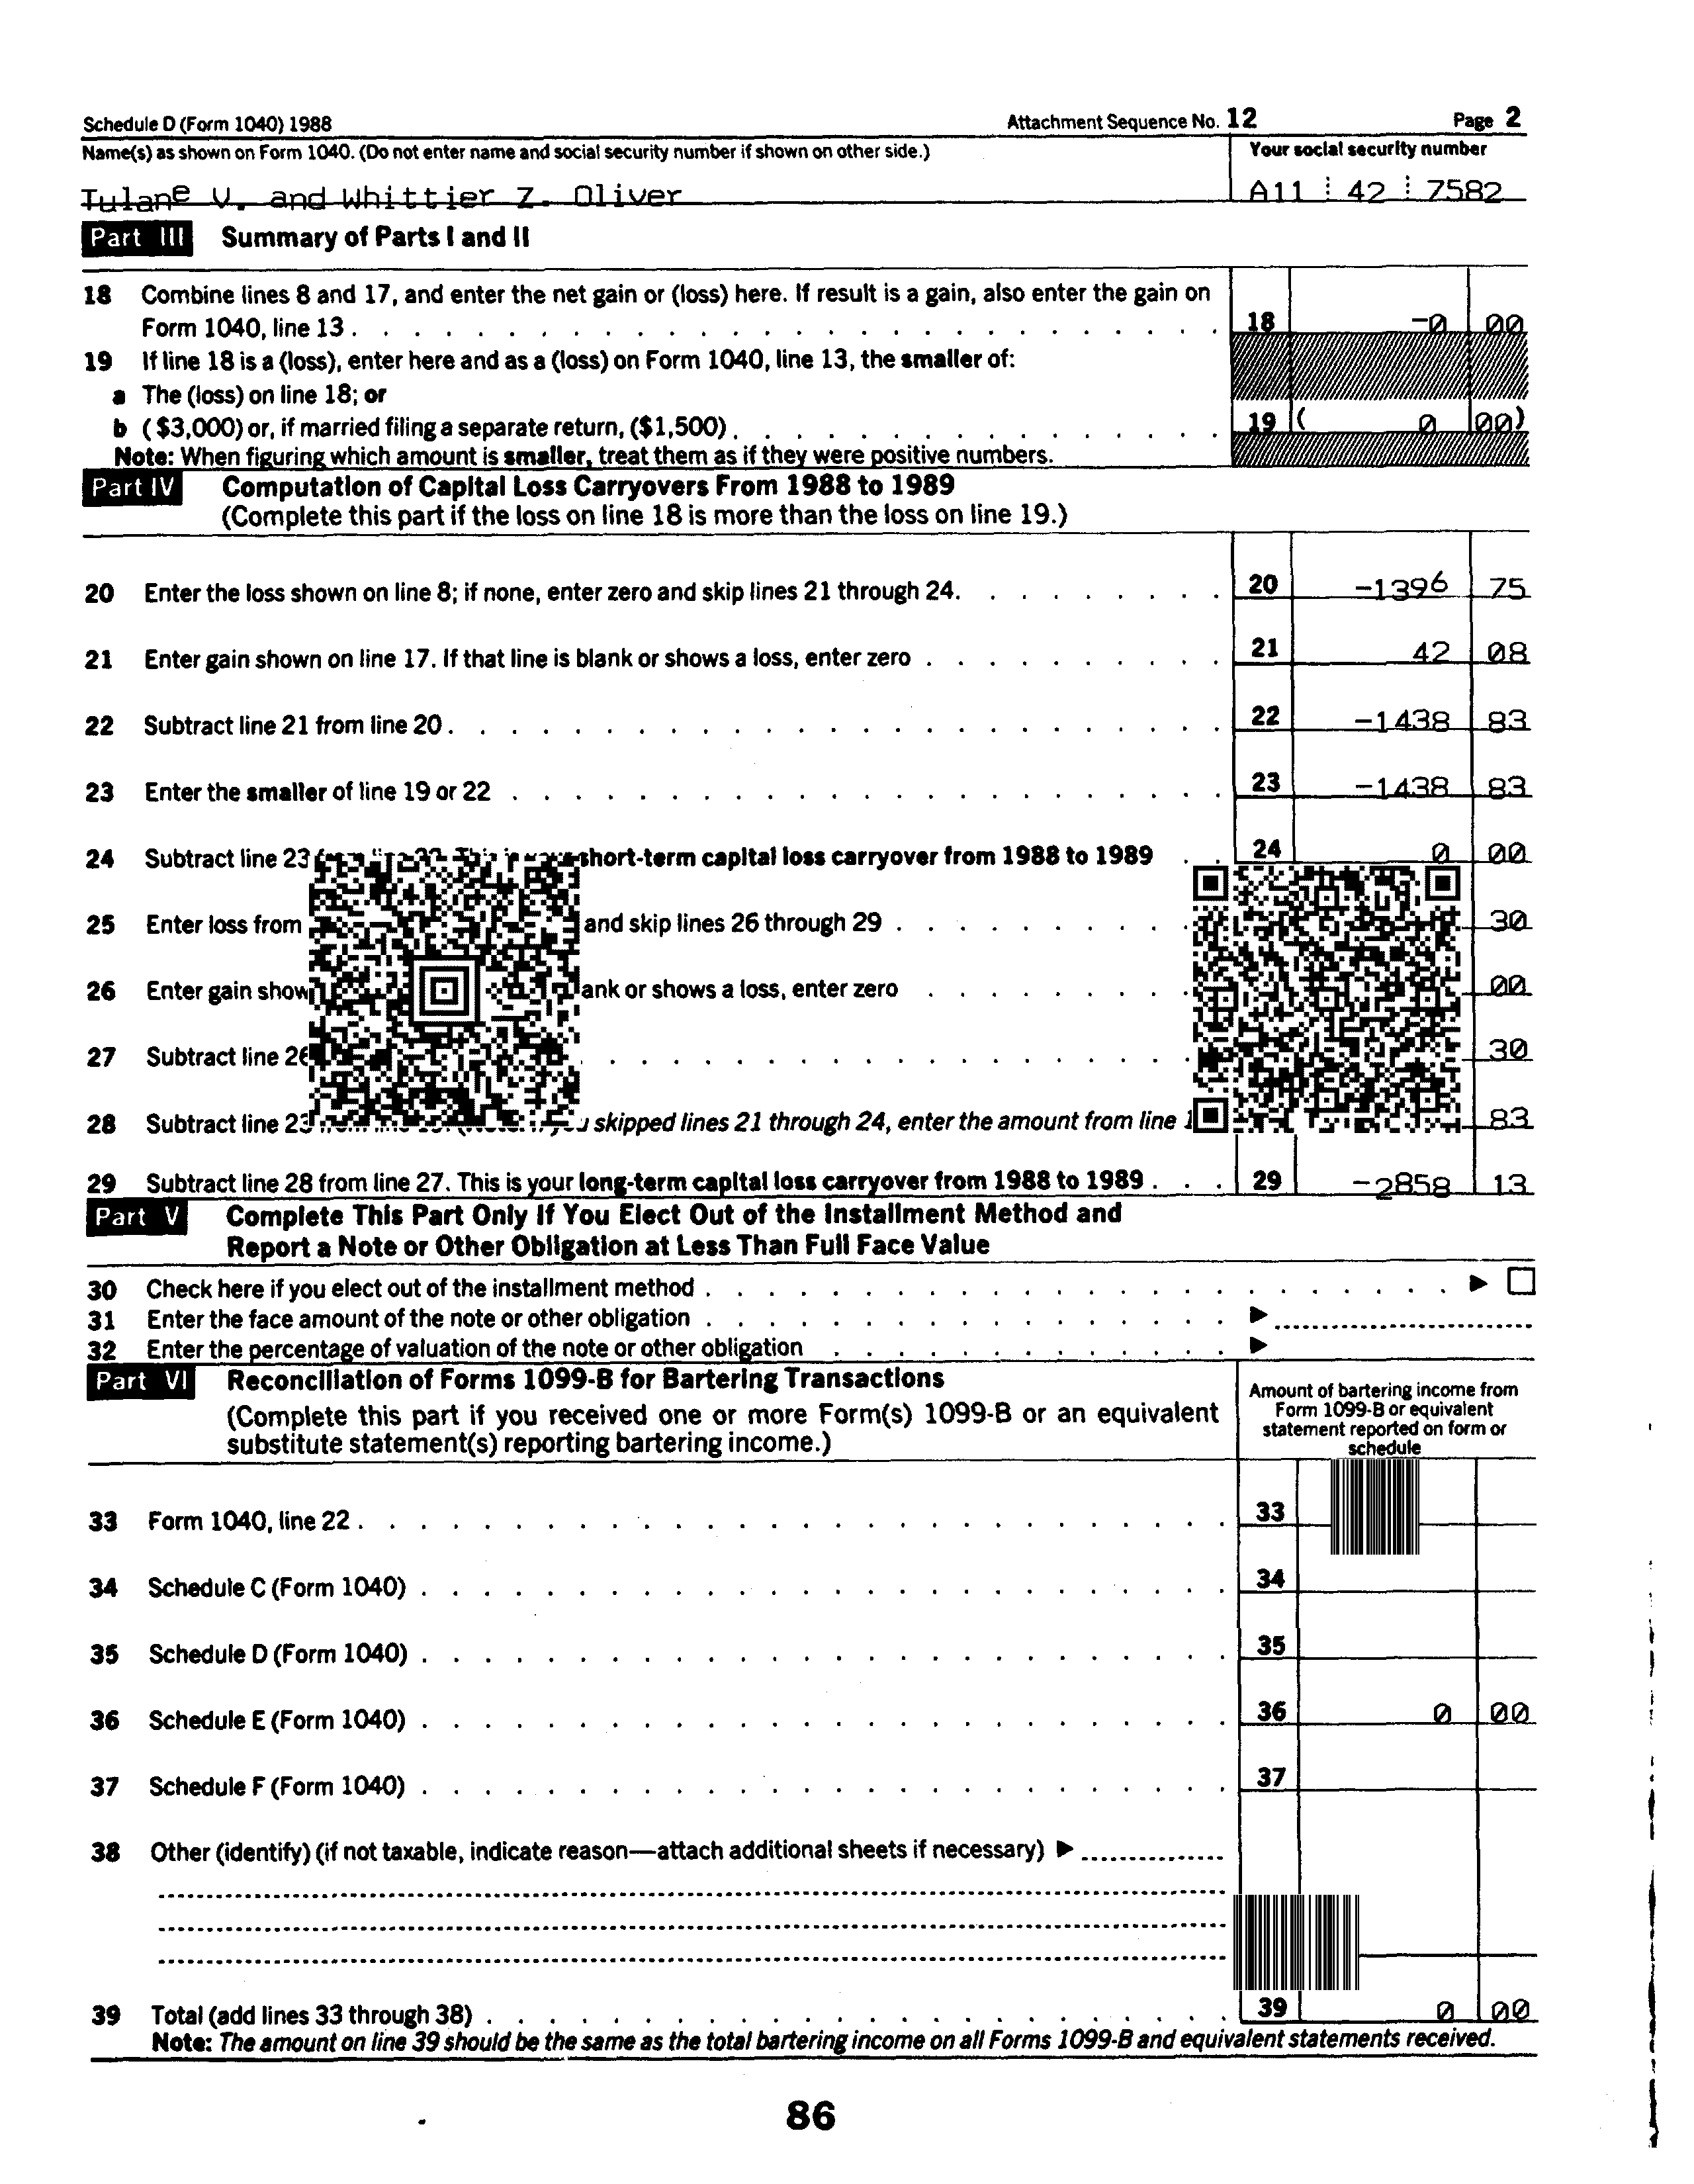 Schedule D (Form 1040) 1988 Attachment Sequence No. 12 Page 2
Name(s) as shown on Form 1040. (Do not enter name and social security number if shown on other side.) Your social security number
Tulane V. and Whittier Z. Oliver A11 42 7582
Part III Summary of Parts I and II
18 Combine lines 8 and 17, and enter the net gain or (loss) here. If result is a gain, also enter the gain on
Form 1040, line 13 18 -0 00
19 If line 18 is a (loss), enter here and as a (loss) on Form 1040, line 13, the smaller of:
a The (loss) on line 18; or
b ($3,000) or, if married filing a separate return, ($1,500) 19 ( 0 00)
Note: When figuring which amount is smaller, treat them as if they were positive numbers.
Part IV Computation of Capital Loss Carryovers From 1988 to 1989
(Complete this part if the loss on line 18 is more than the loss on line 19.)
20 Enter the loss shown on line 8; if none, enter zero and skip lines 21 through 24. 20 -1396 75
21 Enter gain shown on line 17. If that line is blank or shows a loss, enter zero 21 42 08
22 Subtract line 21 from line 20 22 -1438 83
23 Enter the smaller of line 19 or 22 23 -1438 83
24 Subtract line 23 short-term capital loss carryover from 1988 to 1989 24 0 00
25 Enter loss from and skip lines 26 through 29 30
26 Enter gain or shows a loss, enter zero 00
27 Subtract line 30
28 Subtract line skipped lines 21 through 24, enter the amount from line 83
29 Subtract line 28 from line 27. This is your long-term capital loss carryover from 1988 to 1989 29 -2858 13
Part V Complete This Part Only If You Elect Out of the Installment Method and
Report a Note or Other Obligation at Less Than Full Face Value
30 Check here if you elect out of the installment method
31 Enter the face amount of the note or other obligation
32 Enter the percentage of valuation of the note or other obligation
Part VI Reconciliation of Forms 1099-B for Bartering Transactions
(Complete this part if you received one or more Form(s) 1099-B or an equivalent
substitute statement(s) reporting bartering income.)
Amount of bartering income from
Form 1099-B or equivalent
statement reported on form or
schedule
33 Form 1040, line 22 33
34 Schedule C (Form 1040) 34
35 Schedule D (Form 1040) 35
36 Schedule E (Form 1040) 36 0 00
37 Schedule F (Form 1040) 37
38 Other (identify) (if not taxable, indicate reason—attach additional sheets if necessary)
39 Total (add lines 33 through 38) 39 0 00
Note: The amount on line 39 should be the same as the total bartering income on all Forms 1099-B and equivalent statements received.
86